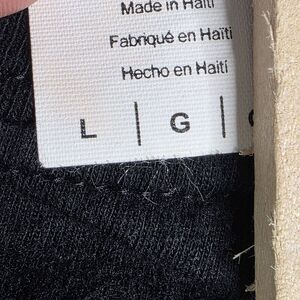 Made in Haiti
Fabriqué en Haïti
Hecho en Haití
L | G |